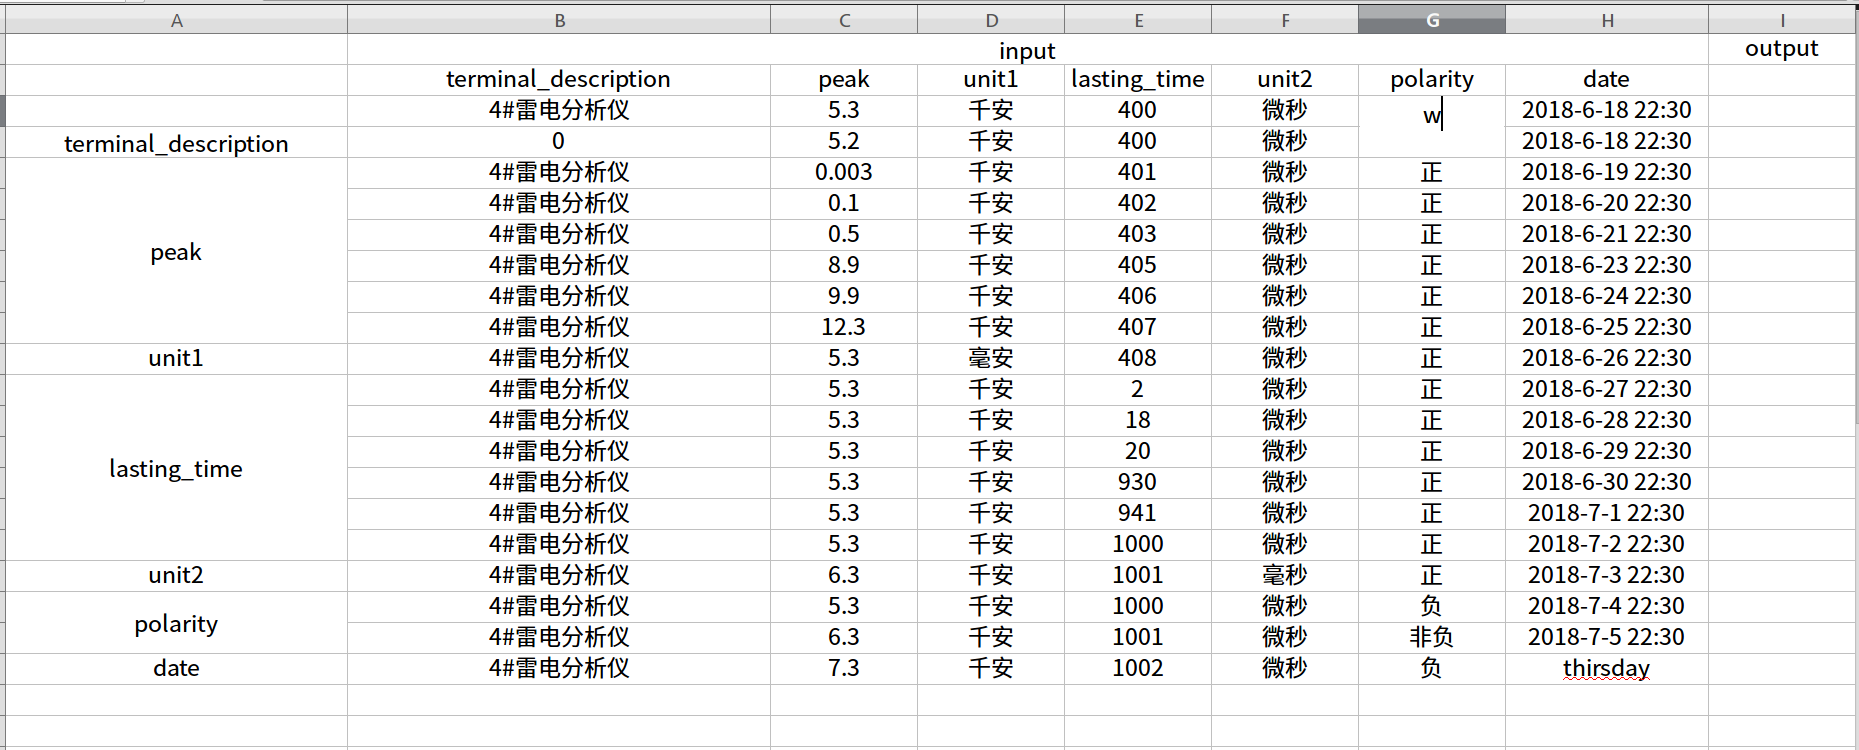 A B C D E F G H I
input output
terminal_description peak unit1 lasting_time unit2 polarity date
4#雷电分析仪 5.3 千安 400 微秒 w 2018-6-18 22:30
terminal_description 0 5.2 千安 400 微秒 2018-6-18 22:30
4#雷电分析仪 0.003 千安 401 微秒 正 2018-6-19 22:30
4#雷电分析仪 0.1 千安 402 微秒 正 2018-6-20 22:30
4#雷电分析仪 0.5 千安 403 微秒 正 2018-6-21 22:30
peak
4#雷电分析仪 8.9 千安 405 微秒 正 2018-6-23 22:30
4#雷电分析仪 9.9 千安 406 微秒 正 2018-6-24 22:30
4#雷电分析仪 12.3 千安 407 微秒 正 2018-6-25 22:30
unit1 4#雷电分析仪 5.3 毫安 408 微秒 正 2018-6-26 22:30
4#雷电分析仪 5.3 千安 2 微秒 正 2018-6-27 22:30
4#雷电分析仪 5.3 千安 18 微秒 正 2018-6-28 22:30
4#雷电分析仪 5.3 千安 20 微秒 正 2018-6-29 22:30
lasting_time
4#雷电分析仪 5.3 千安 930 微秒 正 2018-6-30 22:30
4#雷电分析仪 5.3 千安 941 微秒 正 2018-7-1 22:30
4#雷电分析仪 5.3 千安 1000 微秒 正 2018-7-2 22:30
unit2 4#雷电分析仪 6.3 千安 1001 毫秒 正 2018-7-3 22:30
4#雷电分析仪 5.3 千安 1000 微秒 负 2018-7-4 22:30
polarity
4#雷电分析仪 6.3 千安 1001 微秒 非负 2018-7-5 22:30
date 4#雷电分析仪 7.3 千安 1002 微秒 负 thirsday